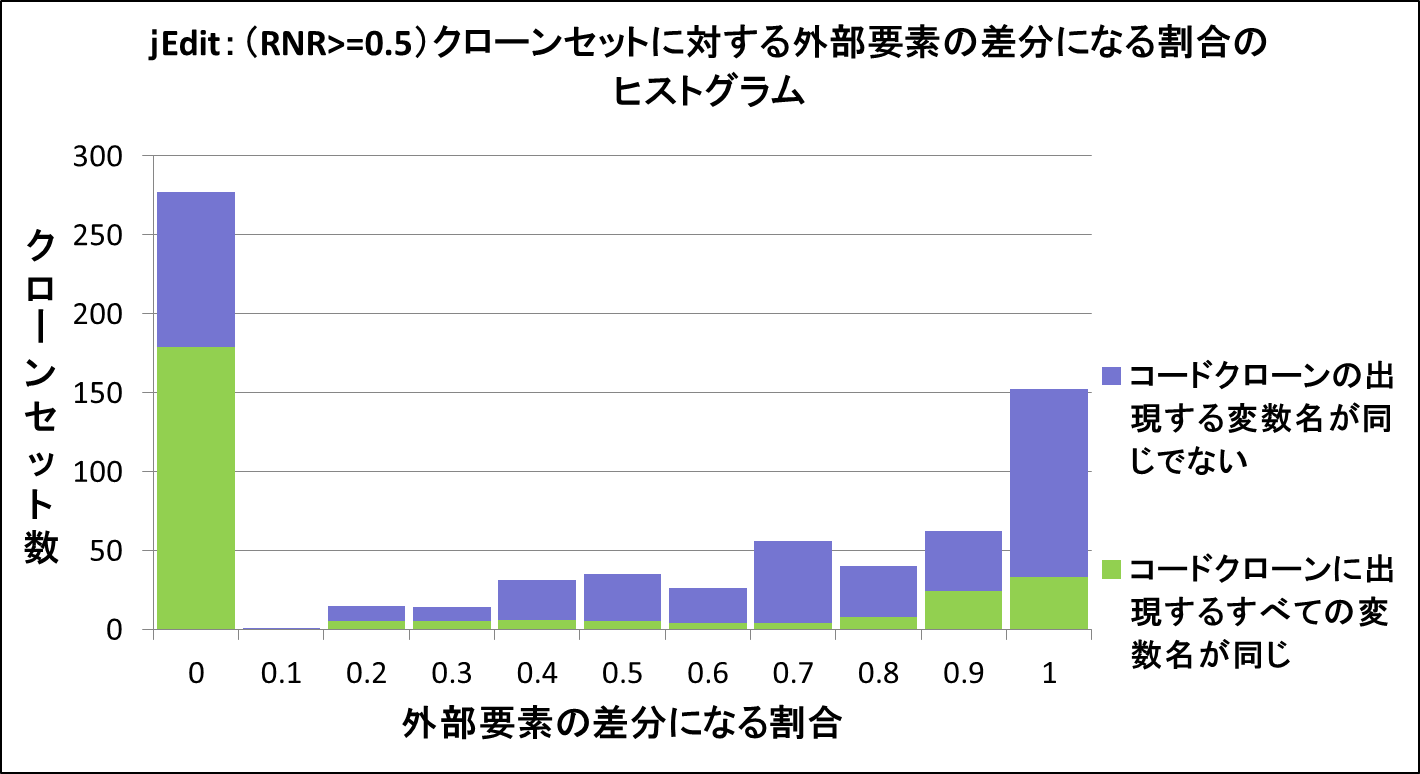 jEdit：（RNR>=0.5）クローンセットに対する外部要素の差分になる割合の
ヒストグラム
クローンセット数
300
250
200
150
100
50
0
0 0.1 0.2 0.3 0.4 0.5 0.6 0.7 0.8 0.9 1
外部要素の差分になる割合
コードクローンの出
現する変数名が同
じでない
コードクローンに出
現するすべての変
数名が同じ